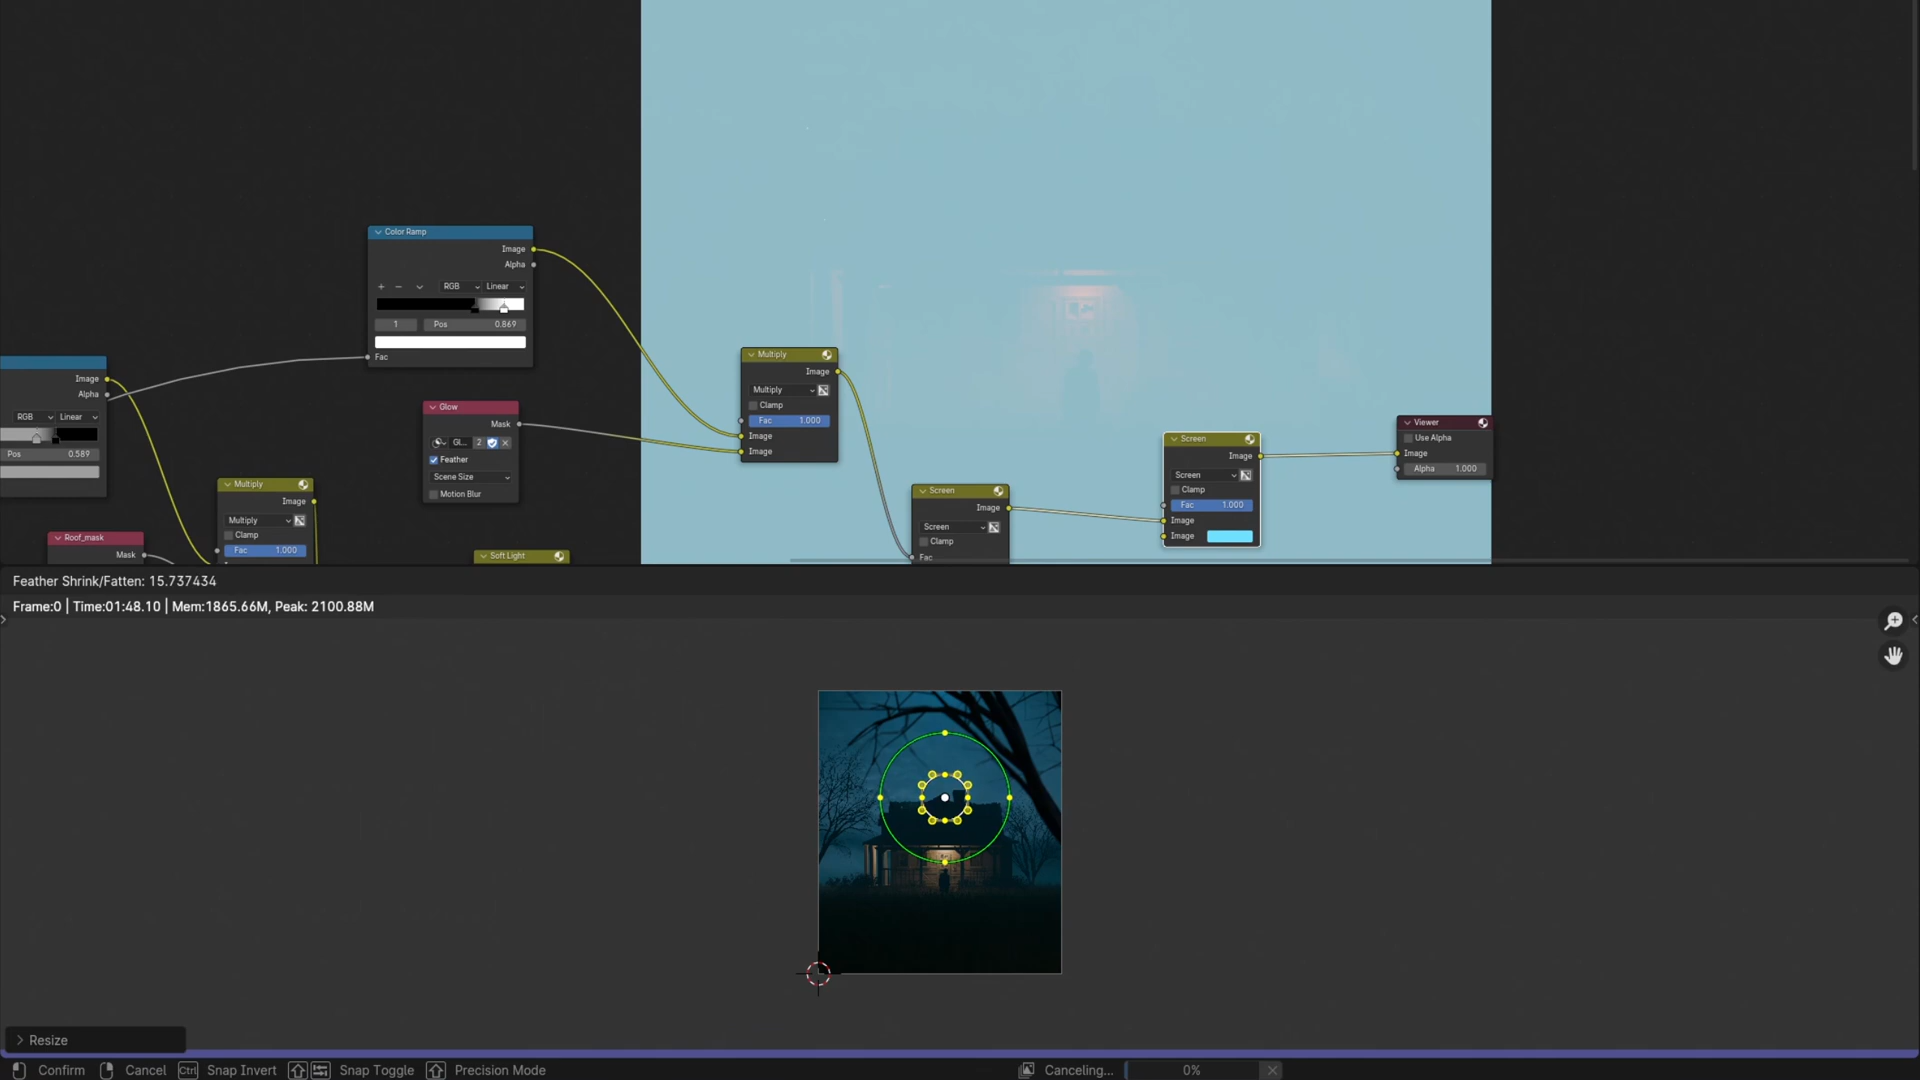 Color Ramp
Image
Alpha
RGB Linear
1 Pos 0.869
Fac
Image
Alpha
RGB Linear
Pos 0.589
Glow
Mask
Gl... 2
Feather
Scene Size
Motion Blur
Multiply
Image
Multiply
Clamp
Fac 1.000
Image
Image
Multiply
Image
Multiply
Clamp
Fac 1.000
Roof_mask
Mask
Soft Light
Screen
Image
Screen
Clamp
Fac
Screen
Image
Screen
Clamp
Fac 1.000
Image
Image
Viewer
Use Alpha
Image
Alpha 1.000
Feather Shrink/Fatten: 15.737434
Frame:0 | Time:01:48.10 | Mem:1865.66M, Peak: 2100.88M
Resize
Confirm Cancel Ctrl Snap Invert Snap Toggle Precision Mode Canceling... 0%